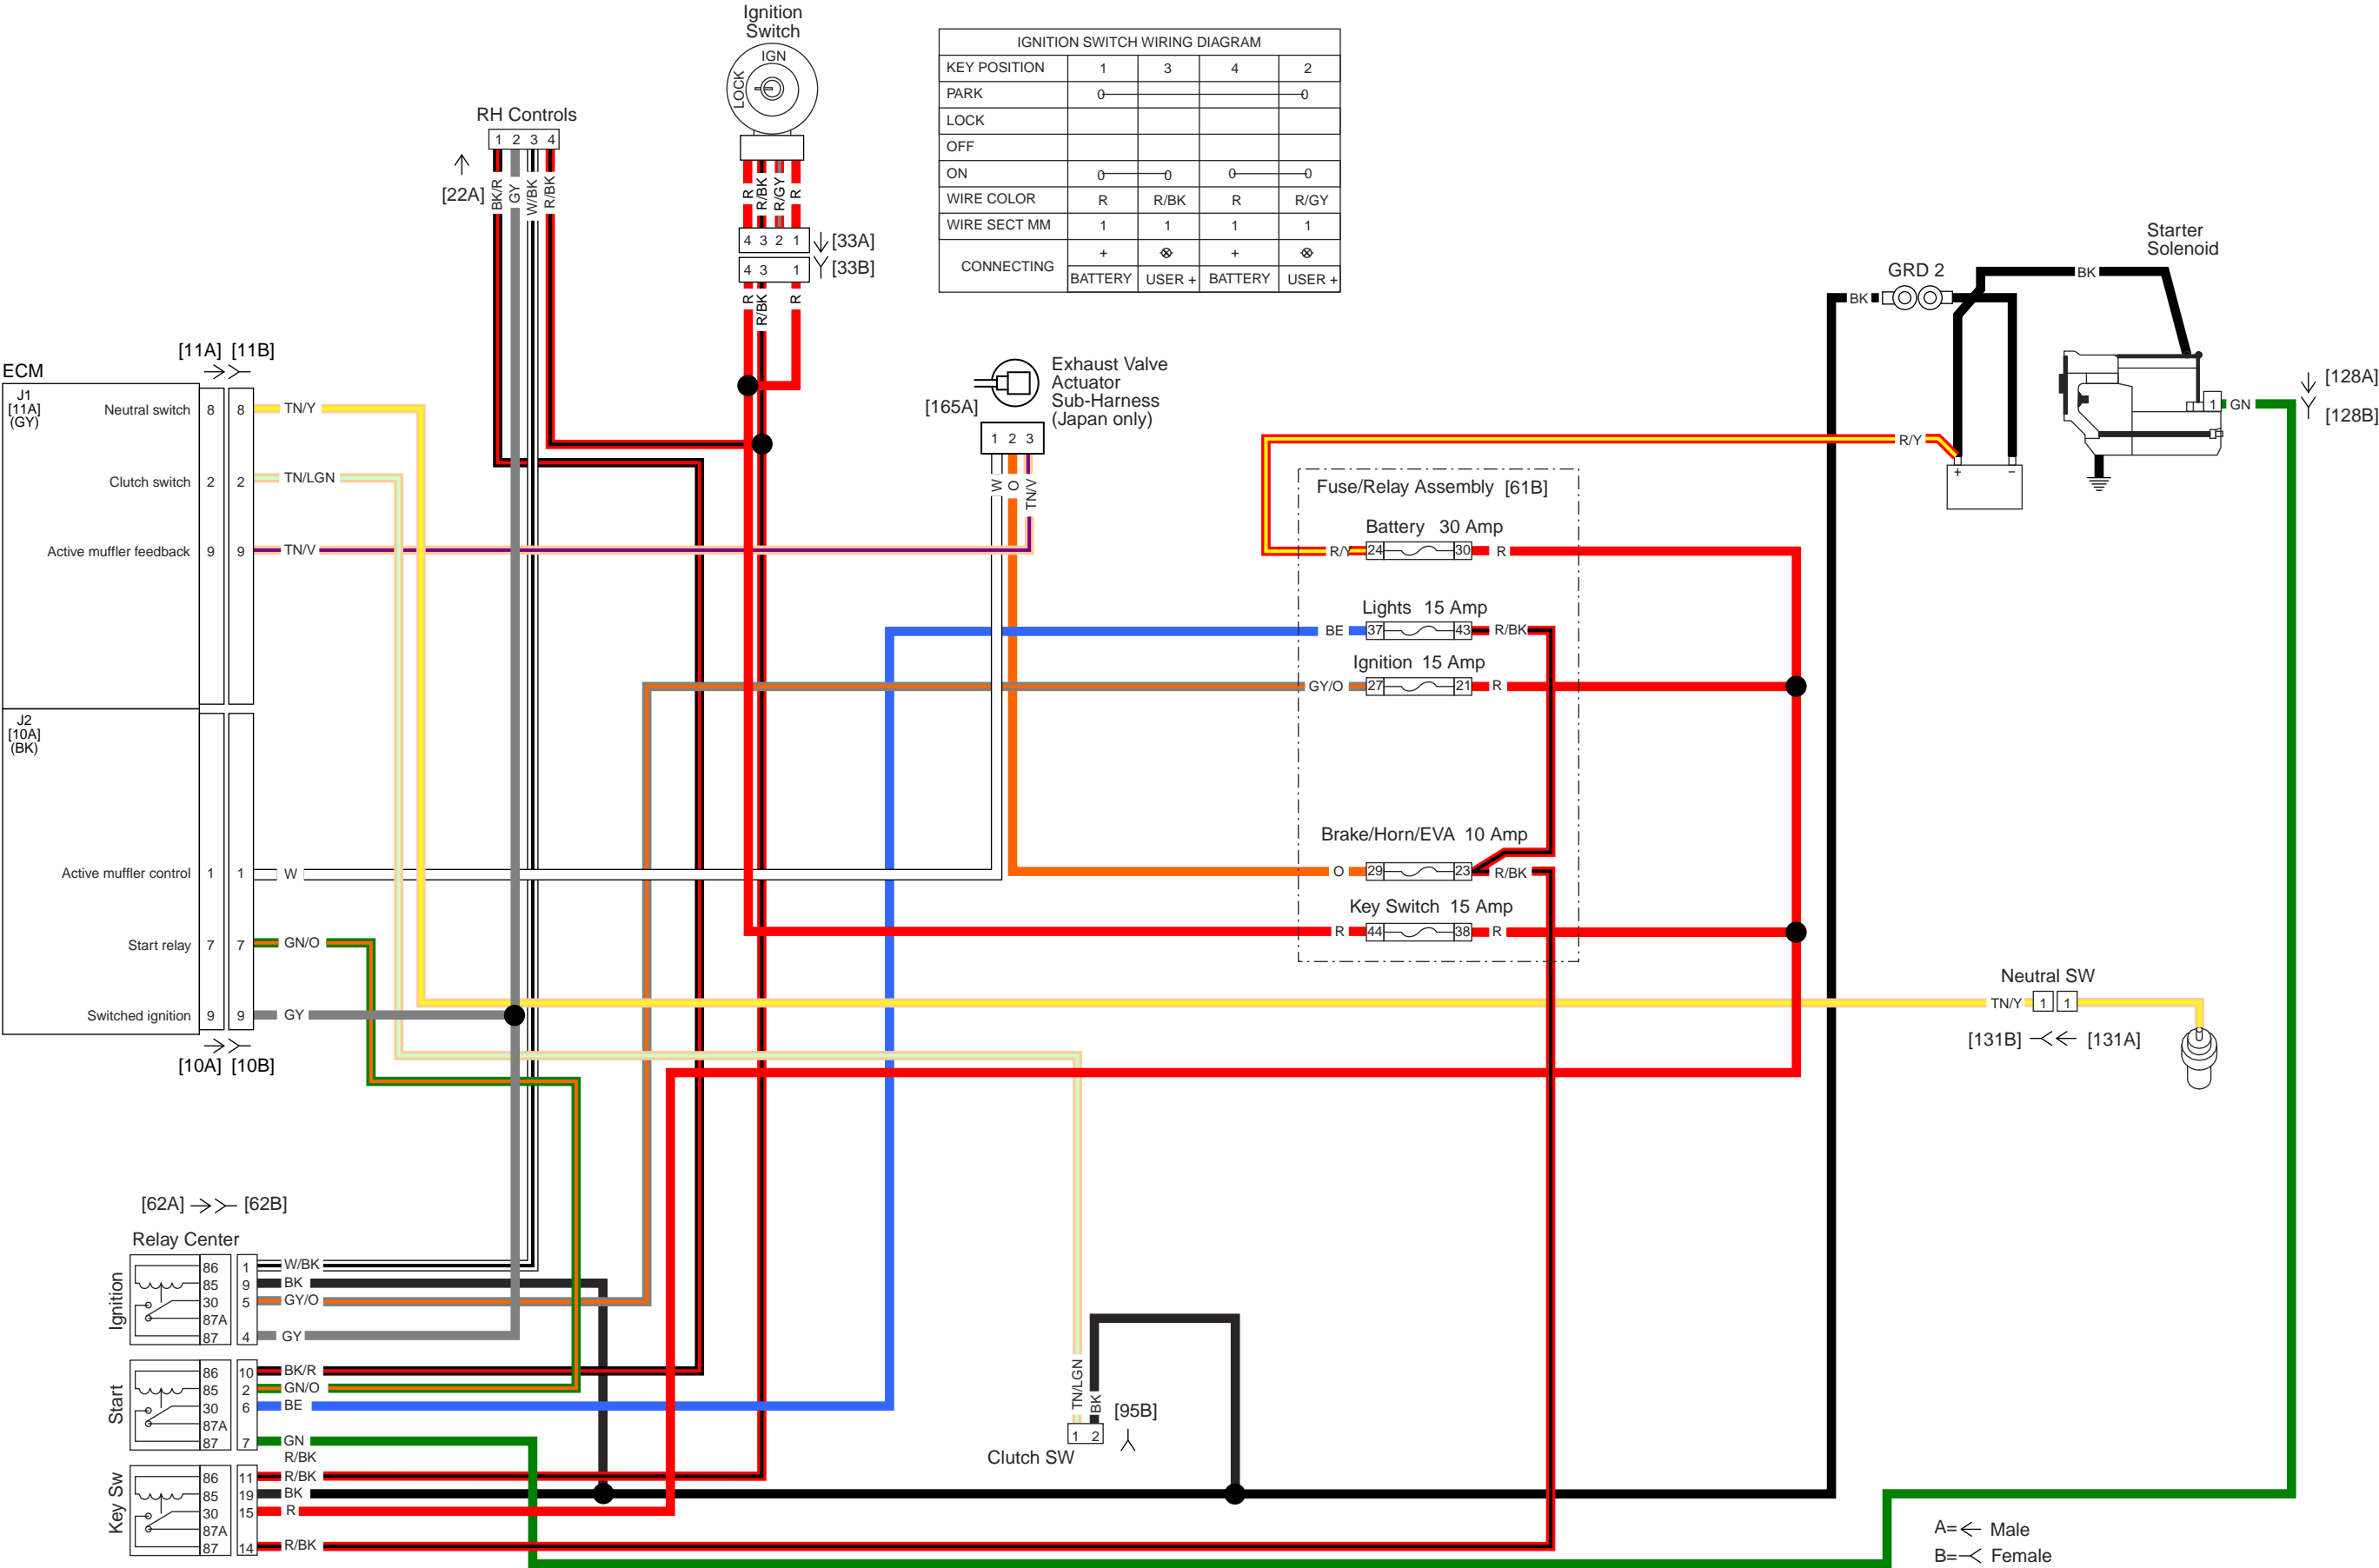 Ignition
Switch
IGN
LOCK
IGNITION SWITCH WIRING DIAGRAM
KEY POSITION 1 3 4 2
PARK 0 0
LOCK
OFF
ON 0 0 0 0
WIRE COLOR R R/BK R R/GY
WIRE SECT MM 1 1 1 1
CONNECTING + +
BATTERY USER + BATTERY USER +
RH Controls
1 2 3 4
[22A]
BK/R GY W/BK R/BK
R R/BK R/GY R
4 3 2 1 [33A]
4 3 1 [33B]
R R/BK R
Starter
Solenoid
GRD 2
BK
BK
[128A]
[128B]
1 GN
R/Y
+ −
Exhaust Valve
Actuator
Sub-Harness
(Japan only)
[165A]
1 2 3
W O TN/V
[11A] [11B]
ECM
J1
[11A]
(GY)
Neutral switch 8 8 TN/Y
Clutch switch 2 2 TN/LGN
Active muffler feedback 9 9 TN/V
J2
[10A]
(BK)
Active muffler control 1 1 W
Start relay 7 7 GN/O
Switched ignition 9 9 GY
[10A] [10B]
Fuse/Relay Assembly [61B]
Battery 30 Amp
R/Y 24 30 R
Lights 15 Amp
BE 37 43 R/BK
Ignition 15 Amp
GY/O 27 21 R
Brake/Horn/EVA 10 Amp
O 29 23 R/BK
Key Switch 15 Amp
R 44 38 R
Neutral SW
TN/Y 1 1
[131B] [131A]
[62A] [62B]
Relay Center
Ignition
86 1 W/BK
85 9 BK
30 5 GY/O
87A
87 4 GY
Start
86 10 BK/R
85 2 GN/O
30 6 BE
87A
87 7 GN
R/BK
Key Sw
86 11 R/BK
85 19 BK
30 15 R
87A
87 14 R/BK
TN/LGN BK
1 2
[95B]
Clutch SW
A= Male
B= Female